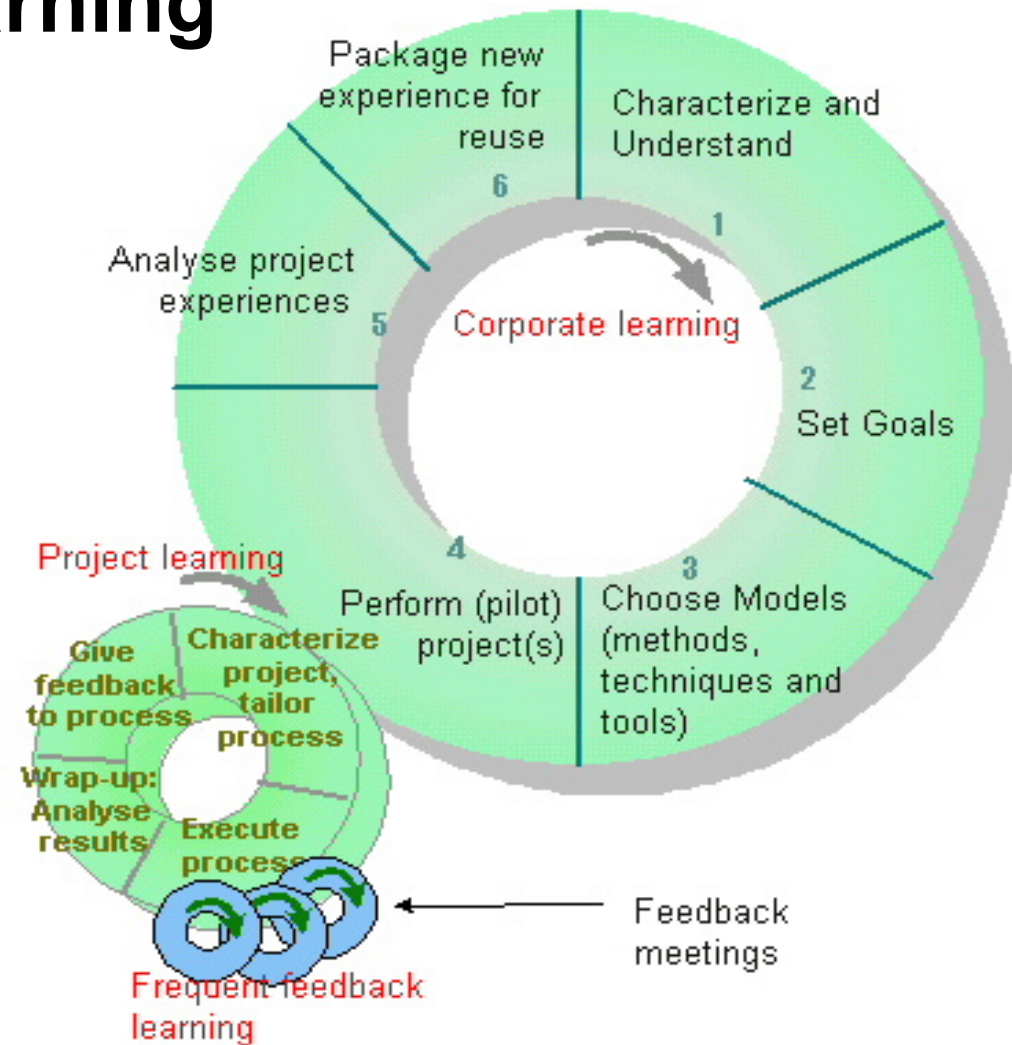 rning
Package new
experience for
reuse
6
Characterize and
Understand
1
Analyse project
experiences
5
Corporate learning
2
Set Goals
4
Perform (pilot)
project(s)
3
Choose Models
(methods,
techniques and
tools)
Project learning
Give
feedback
to process
Characterize
project,
tailor
process
Wrap-up:
Analyse
results
Execute
process
Feedback
meetings
Frequent feedback
learning